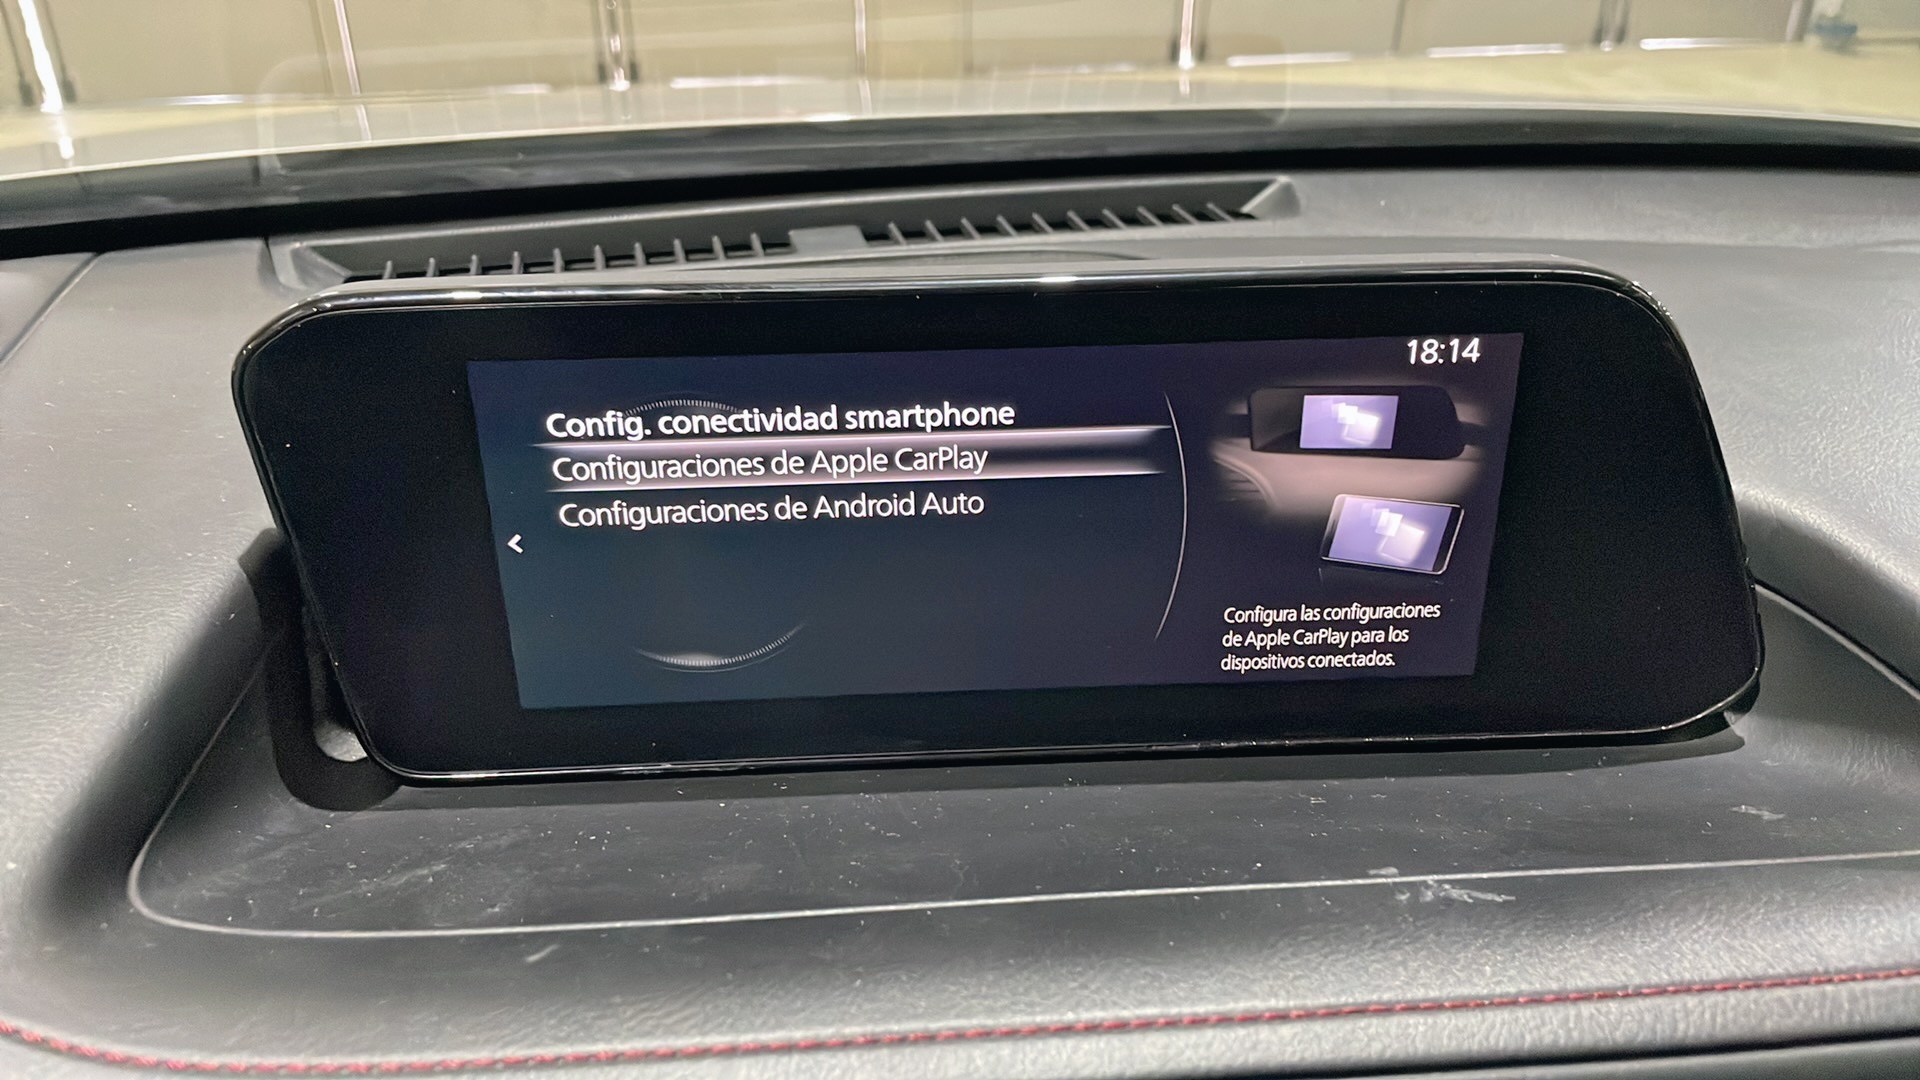 18:14
Config. conectividad smartphone
Configuraciones de Apple CarPlay
Configuraciones de Android Auto
Configura las configuraciones
de Apple CarPlay para los
dispositivos conectados.